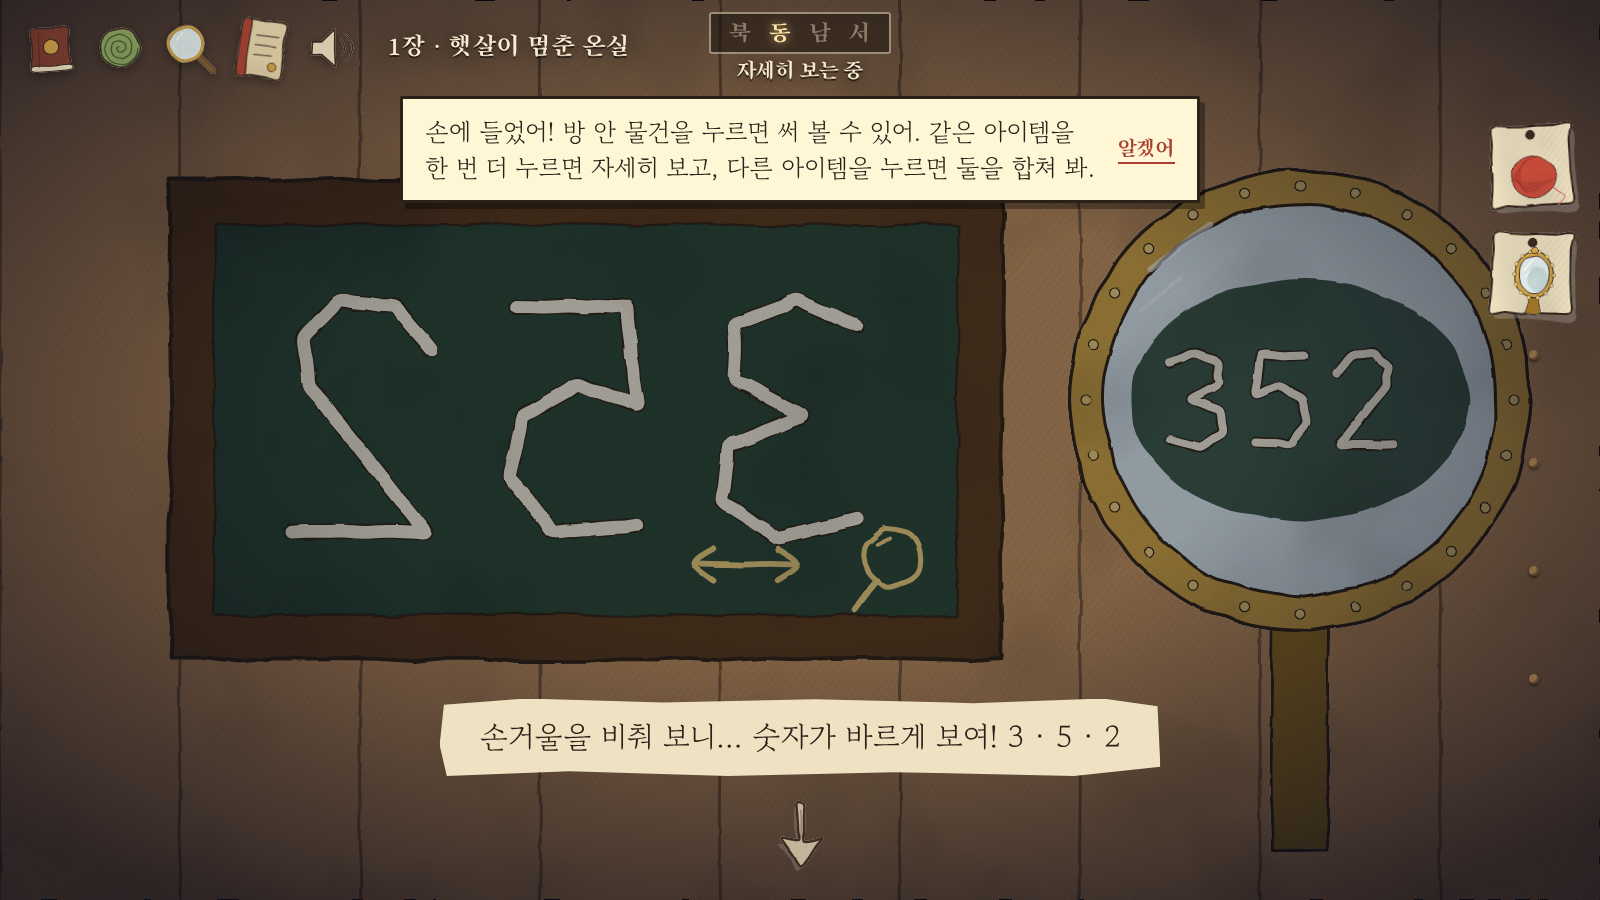 1장 · 햇살이 멈춘 온실
북 동 남 서
자세히 보는 중
손에 들었어! 방 안 물건을 누르면 써 볼 수 있어. 같은 아이템을
한 번 더 누르면 자세히 보고, 다른 아이템을 누르면 둘을 합쳐 봐.
알겠어
352
352
손거울을 비춰 보니... 숫자가 바르게 보여! 3 · 5 · 2